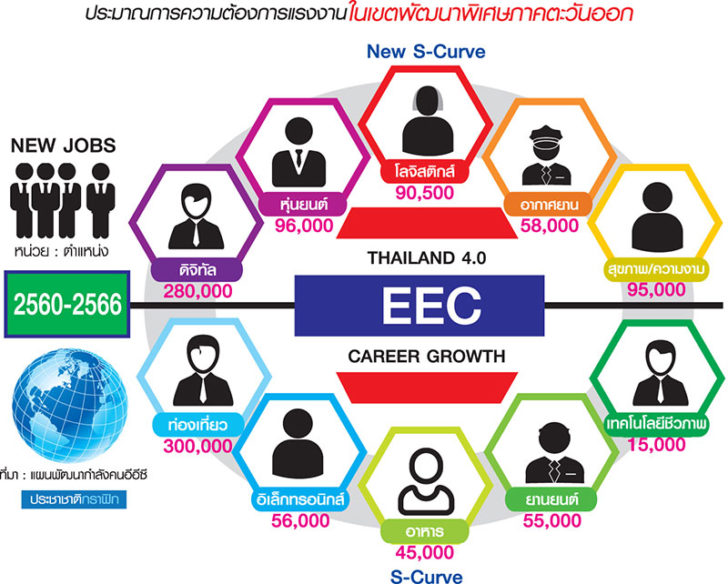 ประมาณการความต้องการแรงงานในเขตพัฒนาพิเศษภาคตะวันออก
New S-Curve
NEW JOBS
หน่วย : ตำแหน่ง
2560-2566
ดิจิทัล
280,000
หุ่นยนต์
96,000
โลจิสติกส์
90,500
อากาศยาน
58,000
สุขภาพ/ความงาม
95,000
THAILAND 4.0
EEC
CAREER GROWTH
ท่องเที่ยว
300,000
อิเล็กทรอนิกส์
56,000
อาหาร
45,000
ยานยนต์
55,000
เทคโนโลยีชีวภาพ
15,000
S-Curve
ที่มา : แผนพัฒนากำลังคนอีอีซี
ประชาชาติกราฟิก